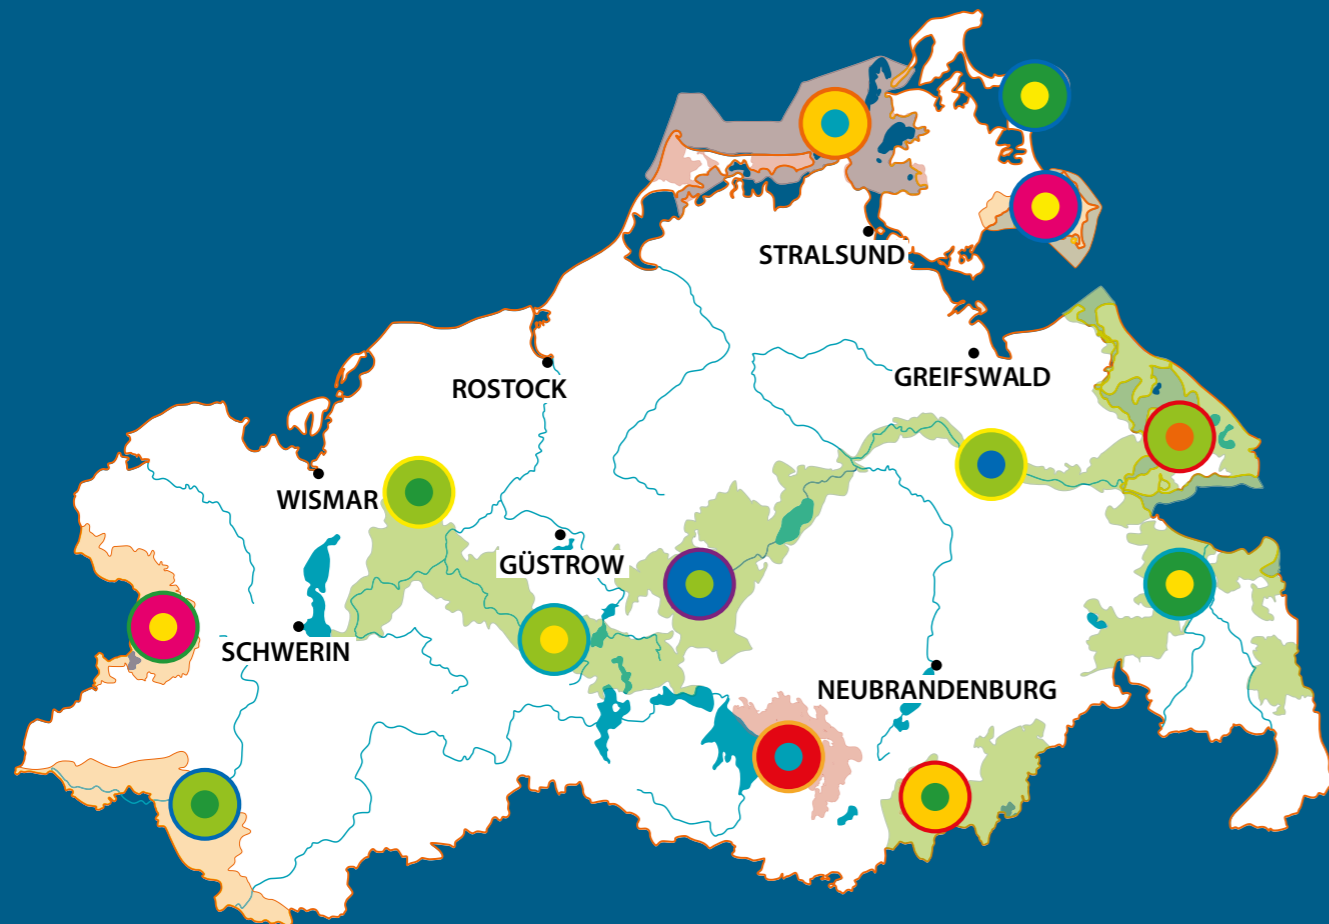 STRALSUND
GREIFSWALD
ROSTOCK
WISMAR
GÜSTROW
SCHWERIN
NEUBRANDENBURG